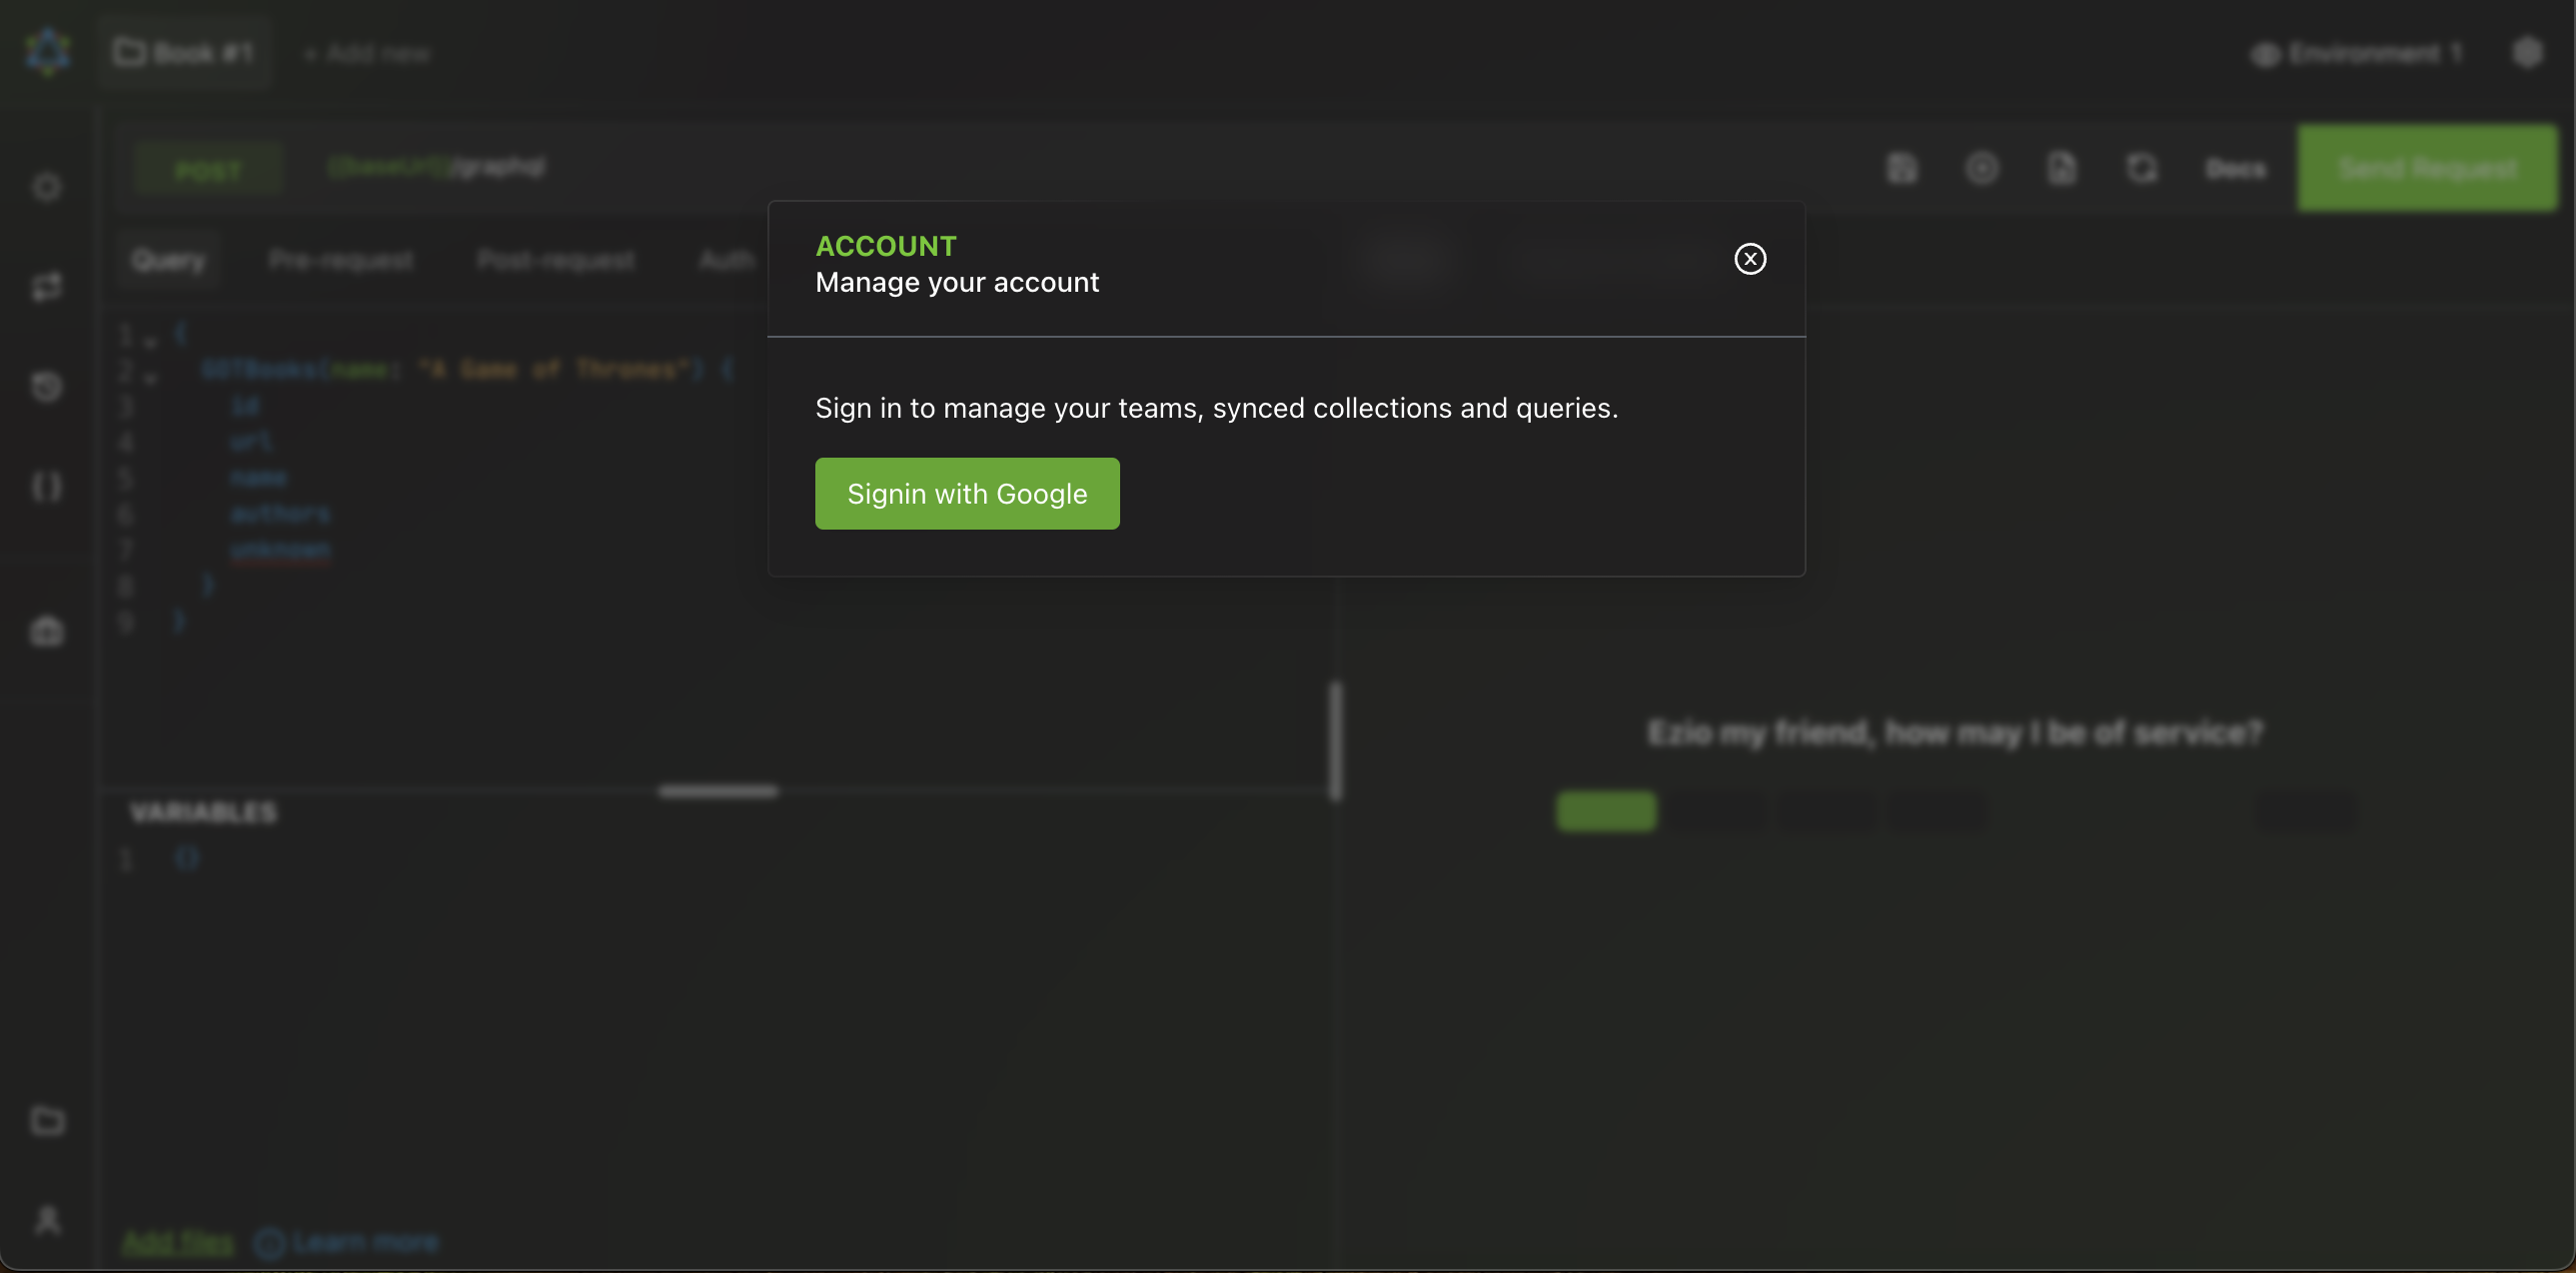 Book #1
+ Add new
Environment 1
POST
{{baseUrl}}/graphql
Docs
Send Request
Query
Pre-request
Post-request
Auth
ACCOUNT
Manage your account
Sign in to manage your teams, synced collections and queries.
Signin with Google
1 {
2 GOTBooks(name: "A Game of Thrones") {
3 id
4 url
5 name
6 authors
7 unknown
8 }
9 }
Ezio my friend, how may I be of service?
VARIABLES
1 {}
Add files
Learn more